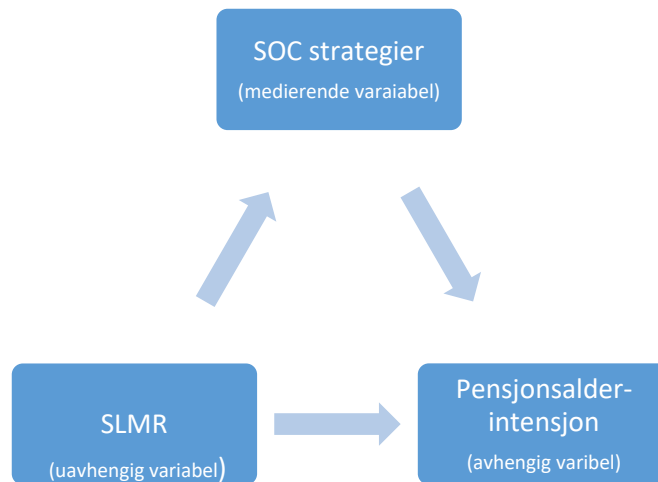 SOC strategier
(medierende varaiabel)
SLMR
(uavhengig variabel)
Pensjonsalder-
intensjon
(avhengig varibel)